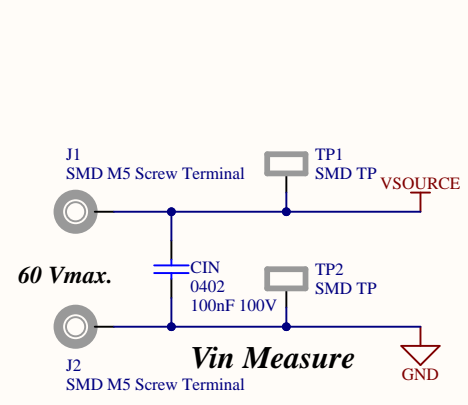 J1
SMD M5 Screw Terminal
TP1
SMD TP
VSOURCE
60 Vmax.
CIN
0402
100nF 100V
TP2
SMD TP
Vin Measure
J2
SMD M5 Screw Terminal
GND